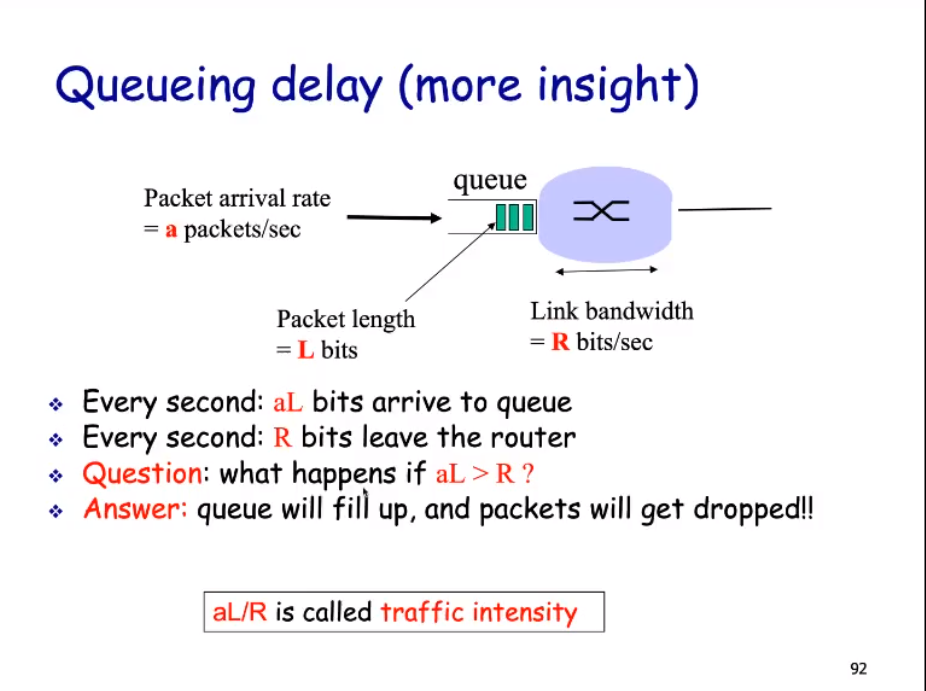 Queueing delay (more insight)
queue
Packet arrival rate
= a packets/sec
Packet length
= L bits
Link bandwidth
= R bits/sec
❖ Every second: aL bits arrive to queue
❖ Every second: R bits leave the router
❖ Question: what happens if aL > R ?
❖ Answer: queue will fill up, and packets will get dropped!!
aL/R is called traffic intensity
92